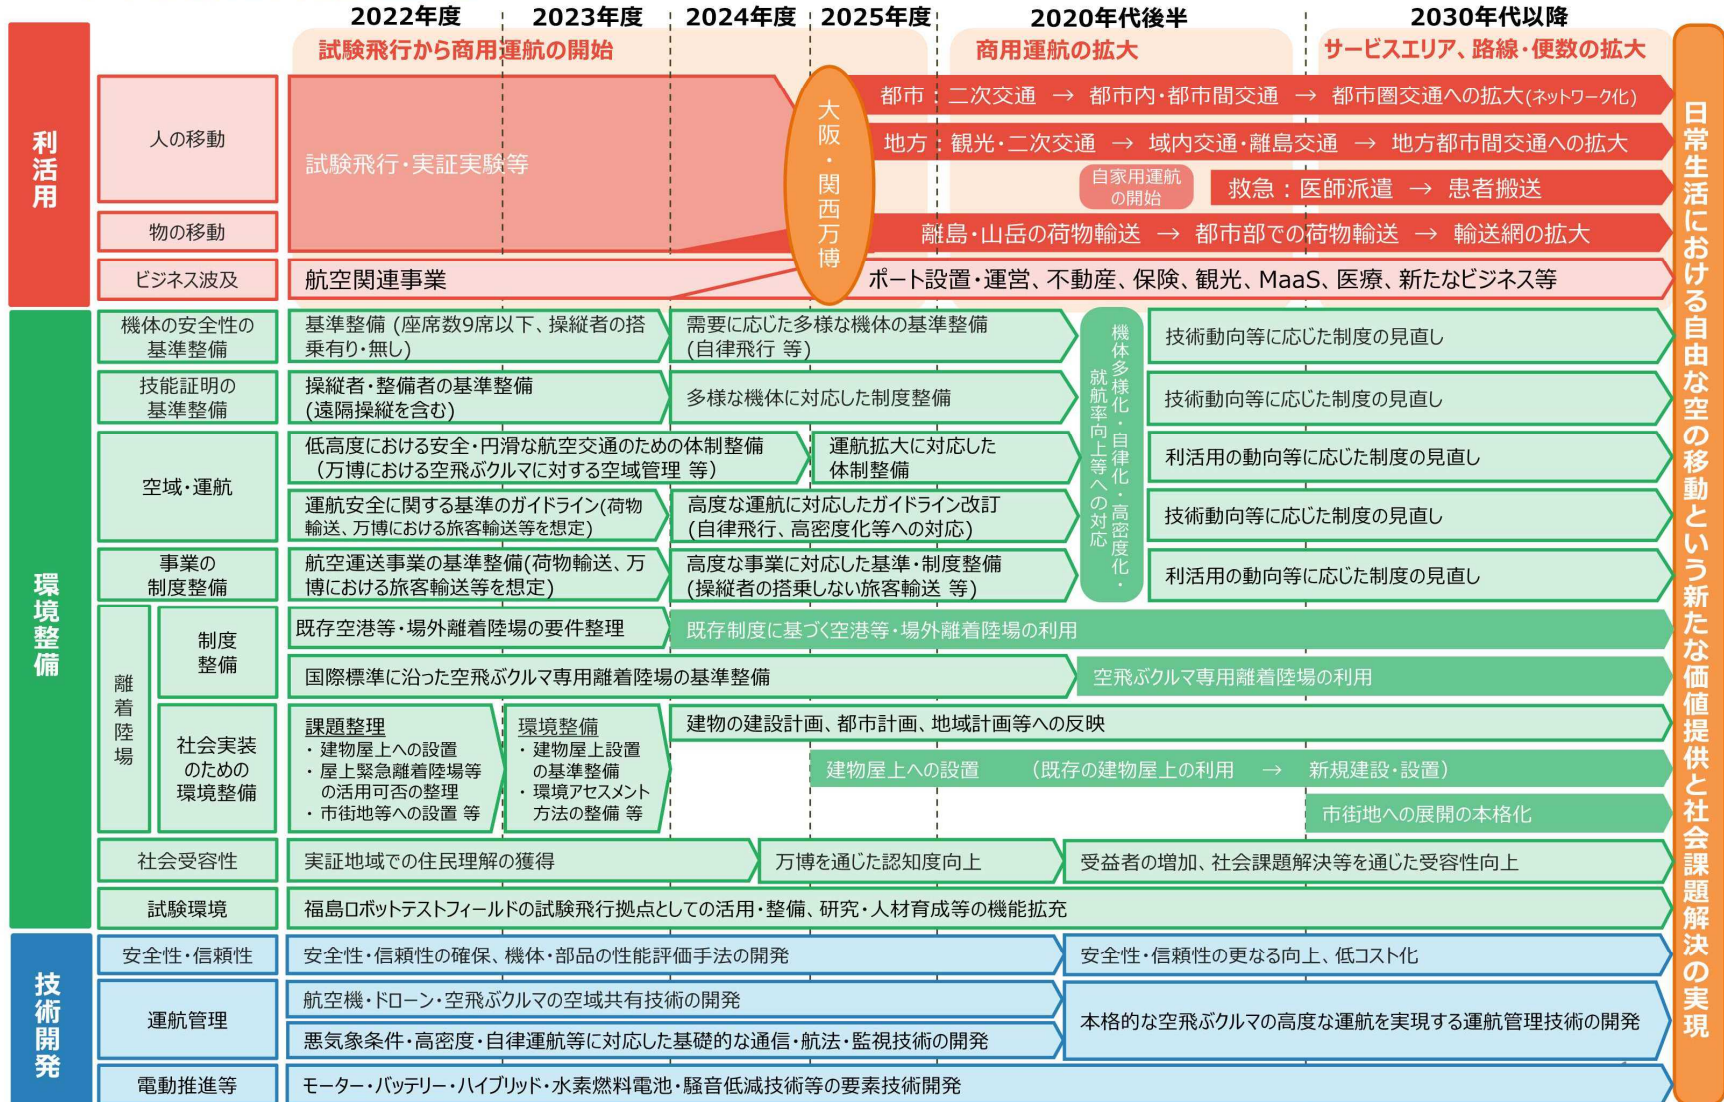 2022年度 2023年度 2024年度 2025年度 2020年代後半 2030年代以降
試験飛行から商用運航の開始 商用運航の拡大 サービスエリア、路線・便数の拡大
利活用
人の移動
試験飛行・実証実験等
大阪・関西万博
都市：二次交通 → 都市内・都市間交通 → 都市圏交通への拡大(ネットワーク化)
地方：観光・二次交通 → 域内交通・離島交通 → 地方都市間交通への拡大
自家用運航
の開始
救急：医師派遣 → 患者搬送
物の移動
離島・山岳の荷物輸送 → 都市部での荷物輸送 → 輸送網の拡大
ビジネス波及
航空関連事業
ポート設置・運営、不動産、保険、観光、MaaS、医療、新たなビジネス等
環境整備
機体の安全性の
基準整備
基準整備 (座席数9席以下、操縦者の搭
乗有り・無し)
需要に応じた多様な機体の基準整備
(自律飛行 等)
機体多様化・自律化・高密度化・
就航率向上等への対応
技術動向等に応じた制度の見直し
技能証明の
基準整備
操縦者・整備者の基準整備
(遠隔操縦を含む)
多様な機体に対応した制度整備
技術動向等に応じた制度の見直し
空域・運航
低高度における安全・円滑な航空交通のための体制整備
（万博における空飛ぶクルマに対する空域管理 等）
運航拡大に対応した
体制整備
利活用の動向等に応じた制度の見直し
運航安全に関する基準のガイドライン(荷物
輸送、万博における旅客輸送等を想定)
高度な運航に対応したガイドライン改訂
(自律飛行、高密度化等への対応)
技術動向等に応じた制度の見直し
事業の
制度整備
航空運送事業の基準整備(荷物輸送、万
博における旅客輸送等を想定)
高度な事業に対応した基準・制度整備
(操縦者の搭乗しない旅客輸送 等)
利活用の動向等に応じた制度の見直し
離着陸場
制度
整備
既存空港等・場外離着陸場の要件整理
既存制度に基づく空港等・場外離着陸場の利用
国際標準に沿った空飛ぶクルマ専用離着陸場の基準整備
空飛ぶクルマ専用離着陸場の利用
社会実装
のための
環境整備
課題整理
・建物屋上への設置
・屋上緊急離着陸場等
の活用可否の整理
・市街地等への設置 等
環境整備
・建物屋上設置
の基準整備
・環境アセスメント
方法の整備 等
建物の建設計画、都市計画、地域計画等への反映
建物屋上への設置 （既存の建物屋上の利用 → 新規建設・設置）
市街地への展開の本格化
社会受容性
実証地域での住民理解の獲得
万博を通じた認知度向上
受益者の増加、社会課題解決等を通じた受容性向上
試験環境
福島ロボットテストフィールドの試験飛行拠点としての活用・整備、研究・人材育成等の機能拡充
技術開発
安全性・信頼性
安全性・信頼性の確保、機体・部品の性能評価手法の開発
安全性・信頼性の更なる向上、低コスト化
運航管理
航空機・ドローン・空飛ぶクルマの空域共有技術の開発
悪気象条件・高密度・自律運航等に対応した基礎的な通信・航法・監視技術の開発
本格的な空飛ぶクルマの高度な運航を実現する運航管理技術の開発
電動推進等
モーター・バッテリー・ハイブリッド・水素燃料電池・騒音低減技術等の要素技術開発
日常生活における自由な空の移動という新たな価値提供と社会課題解決の実現